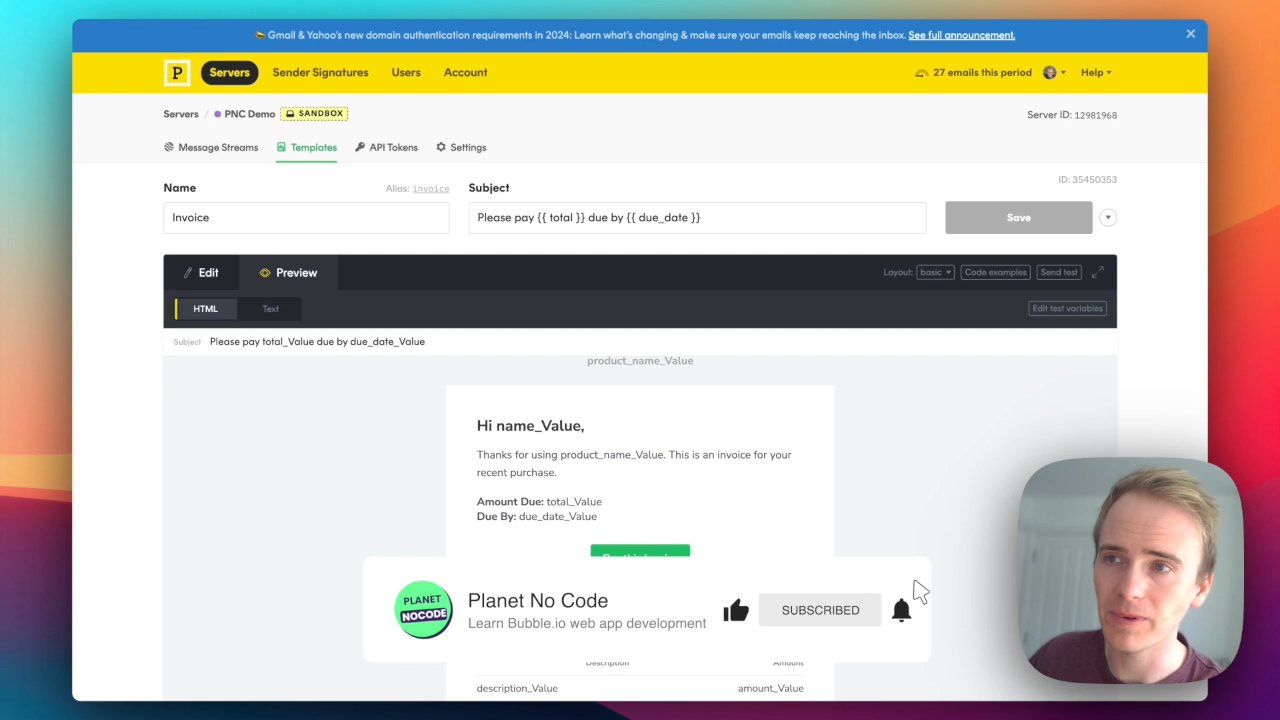 Gmail & Yahoo's new domain authentication requirements in 2024: Learn what's changing & make sure your emails keep reaching the inbox. See full announcement.
P Servers Sender Signatures Users Account 27 emails this period Help
Servers / PNC Demo SANDBOX Server ID: 12981968
Message Streams Templates API Tokens Settings
ID: 35450353
Name Alias: invoice Subject
Invoice Please pay {{ total }} due by {{ due_date }} Save
Edit Preview Layout: basic Code examples Send test
HTML Text Edit test variables
Subject Please pay total_Value due by due_date_Value
product_name_Value
Hi name_Value,
Thanks for using product_name_Value. This is an invoice for your
recent purchase.
Amount Due: total_Value
Due By: due_date_Value
PLANET
NOCODE
Planet No Code
Learn Bubble.io web app development
SUBSCRIBED
Description Amount
description_Value amount_Value